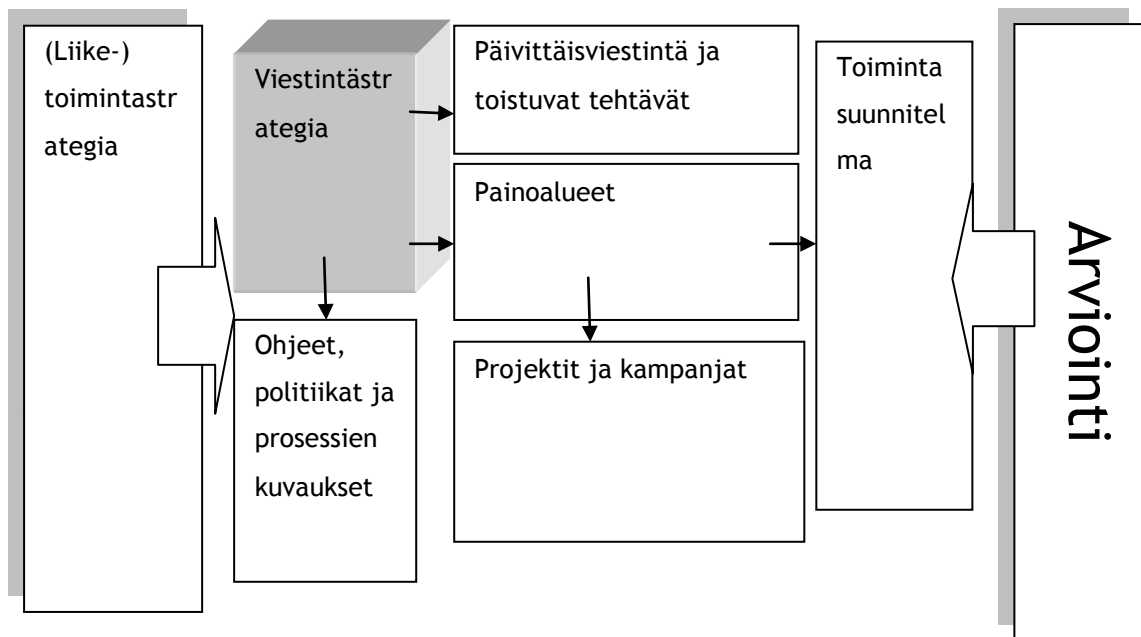 (Liike-)
toimintastr
ategia
Viestintästr
ategia
Ohjeet,
politiikat ja
prosessien
kuvaukset
Päivittäisviestintä ja
toistuvat tehtävät
Painoalueet
Projektit ja kampanjat
Toiminta
suunnitel
ma
Arviointi